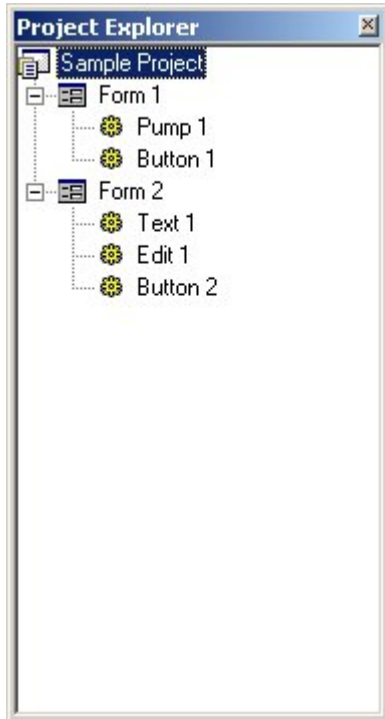 Project Explorer
Sample Project
Form 1
Pump 1
Button 1
Form 2
Text 1
Edit 1
Button 2